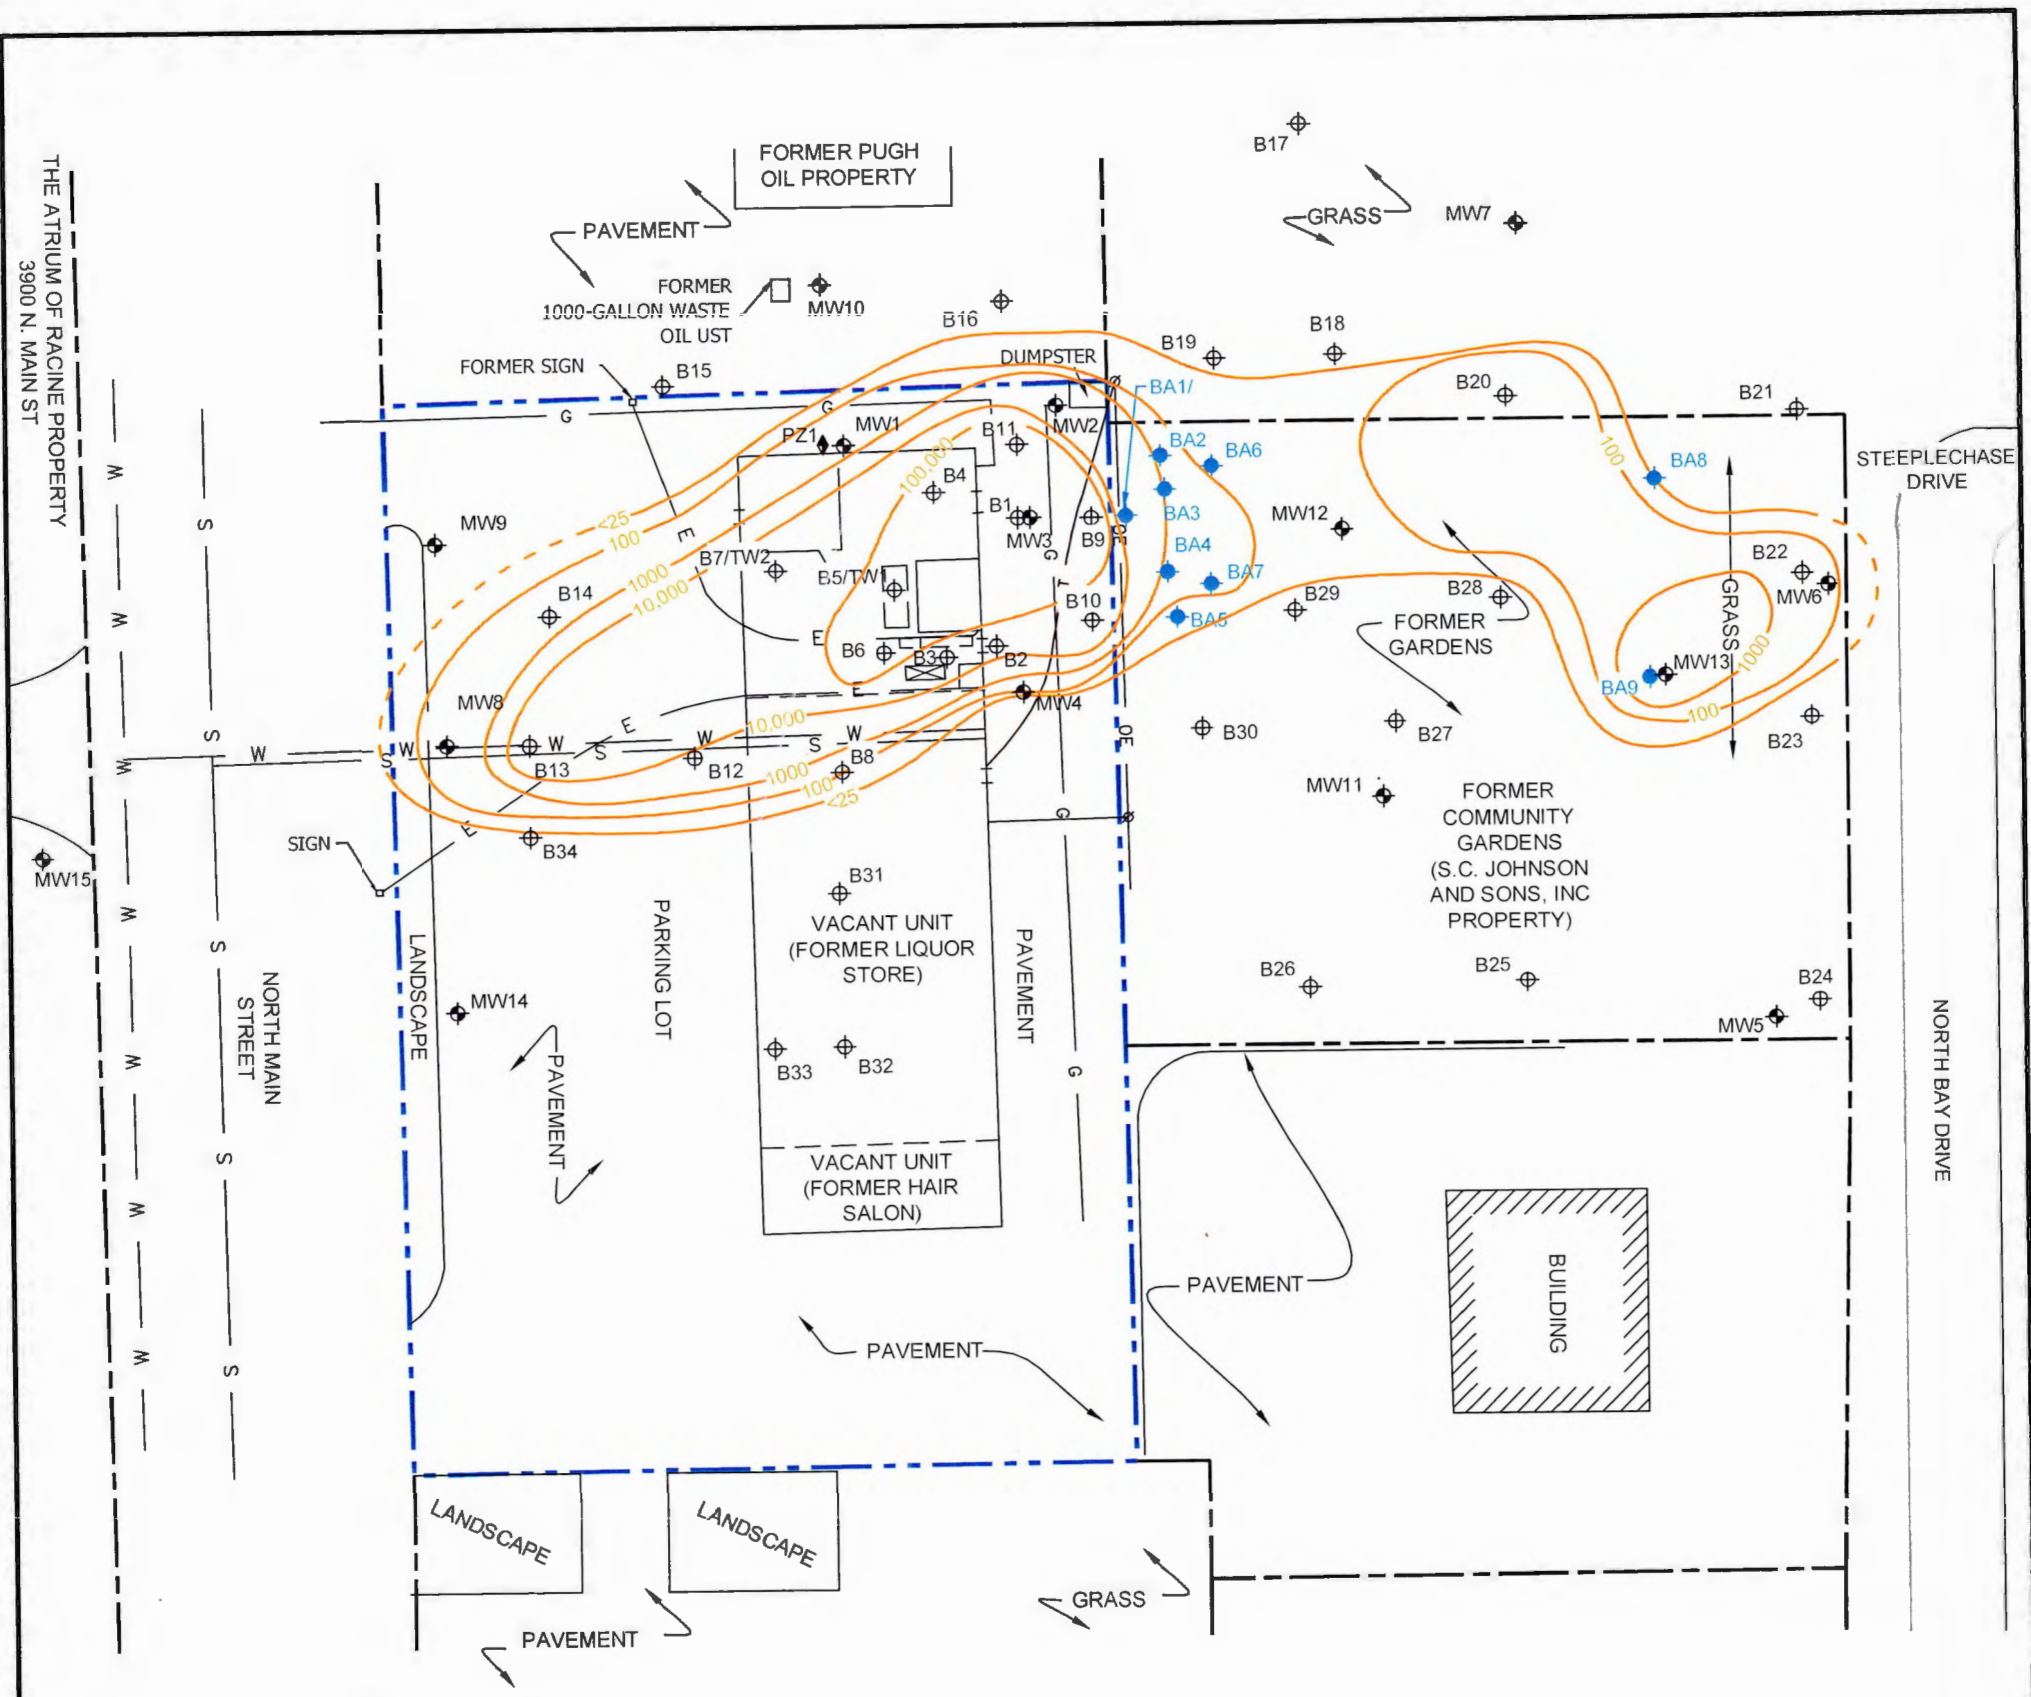 B17
FORMER PUGH
OIL PROPERTY
GRASS
MW7
PAVEMENT
FORMER
1000-GALLON WASTE
OIL UST
MW10
B16
B18
B19
DUMPSTER
FORMER SIGN
B15
BA1/
B20
B21
G
G
MW1
PZ1
MW2
B11
BA2
BA6
100
BA8
STEEPLECHASE
DRIVE
THE ATRIUM OF RACINE PROPERTY
3900 N. MAIN ST
W
S
100,000
B4
B1
MW3
B9
OE
BA3
MW12
MW9
<25
100
E
G
BA4
B22
B7/TW2
B5/TW1
T
BA7
MW6
1000
10,000
B14
B10
BA5
B29
B28
FORMER
GARDENS
GRASS
1000
W
E
B6
B3
B2
MW13
BA9
MW8
E
MW4
100
E
10,000
B30
B27
B23
OE
S
W
W
S
W
S
W
S
W
W
B13
B12
B8
1000
100
<25
MW11
FORMER
COMMUNITY
GARDENS
(S.C. JOHNSON
AND SONS, INC
PROPERTY)
G
E
SIGN
B34
MW15
B31
VACANT UNIT
(FORMER LIQUOR
STORE)
PARKING LOT
LANDSCAPE
PAVEMENT
W
S
NORTH MAIN
STREET
B26
B25
B24
MW5
MW14
NORTH BAY DRIVE
W
B33
B32
G
PAVEMENT
S
VACANT UNIT
(FORMER HAIR
SALON)
W
PAVEMENT
BUILDING
W
S
PAVEMENT
LANDSCAPE
LANDSCAPE
GRASS
PAVEMENT